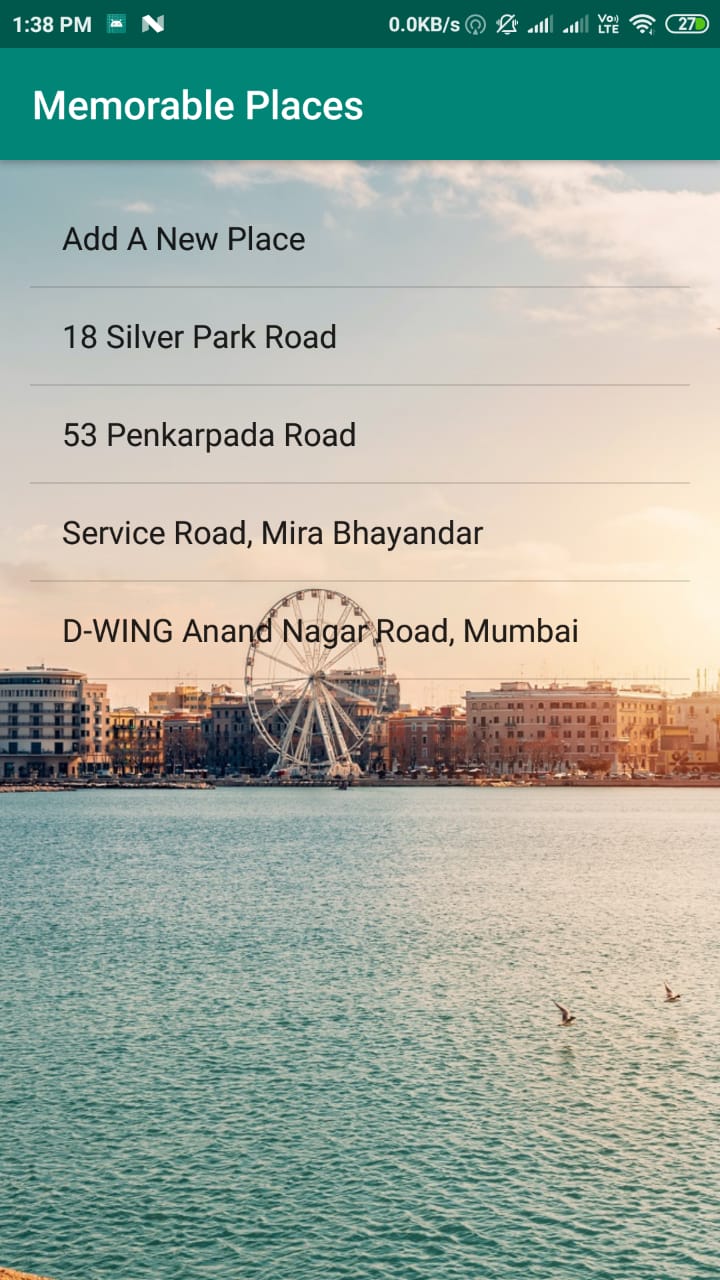 1:38 PM 0.0KB/s Vo)) LTE 27
Memorable Places
Add A New Place
18 Silver Park Road
53 Penkarpada Road
Service Road, Mira Bhayandar
D-WING Anand Nagar Road, Mumbai